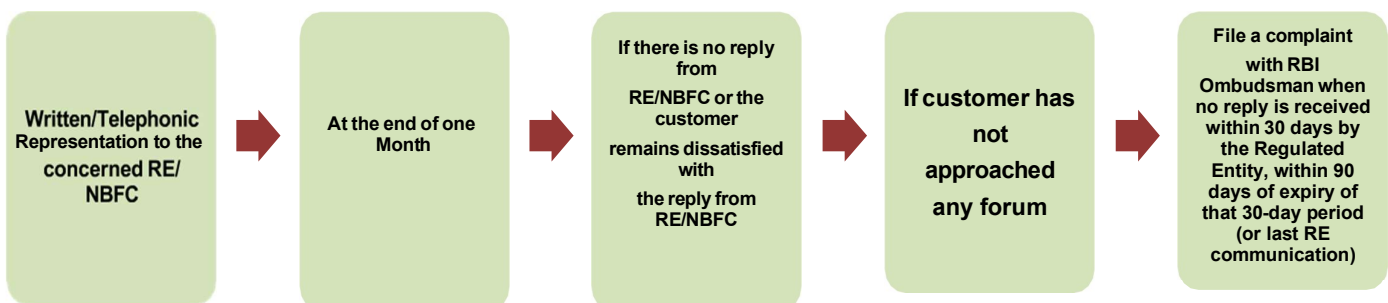 Written/Telephonic
Representation to the
concerned RE/
NBFC
At the end of one
Month
If there is no reply
from
RE/NBFC or the
customer
remains dissatisfied
with
the reply from
RE/NBFC
If customer has
not
approached
any forum
File a complaint
with RBI
Ombudsman when
no reply is received
within 30 days by
the Regulated
Entity, within 90
days of expiry of
that 30-day period
(or last RE
communication)